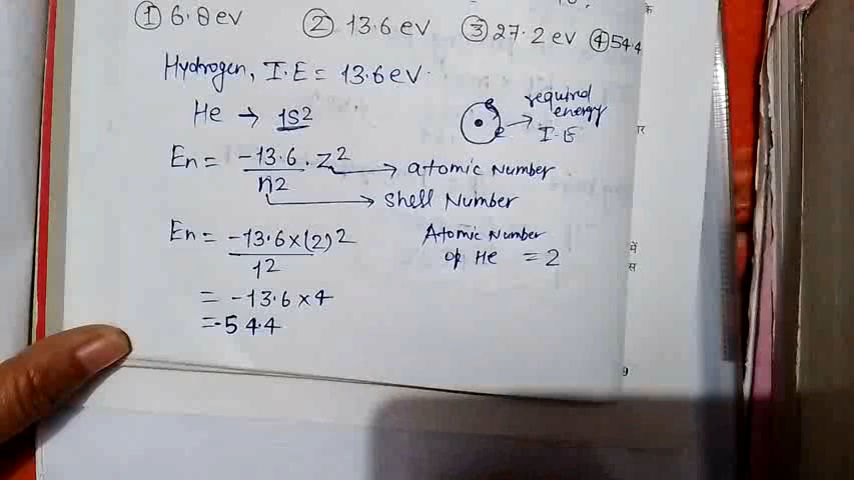 ① 6.8 eV ② 13.6 eV ③ 27.2 eV ④ 54.4
Hydrogen, I.E = 13.6 eV.
He → 1S2
required
energy
I.E
En = -13.6 . Z2 → atomic Number
n2 → Shell Number
En = -13.6 x (2)2
12
Atomic Number
of He = 2
= -13.6 x 4
= -54.4
में
स
9